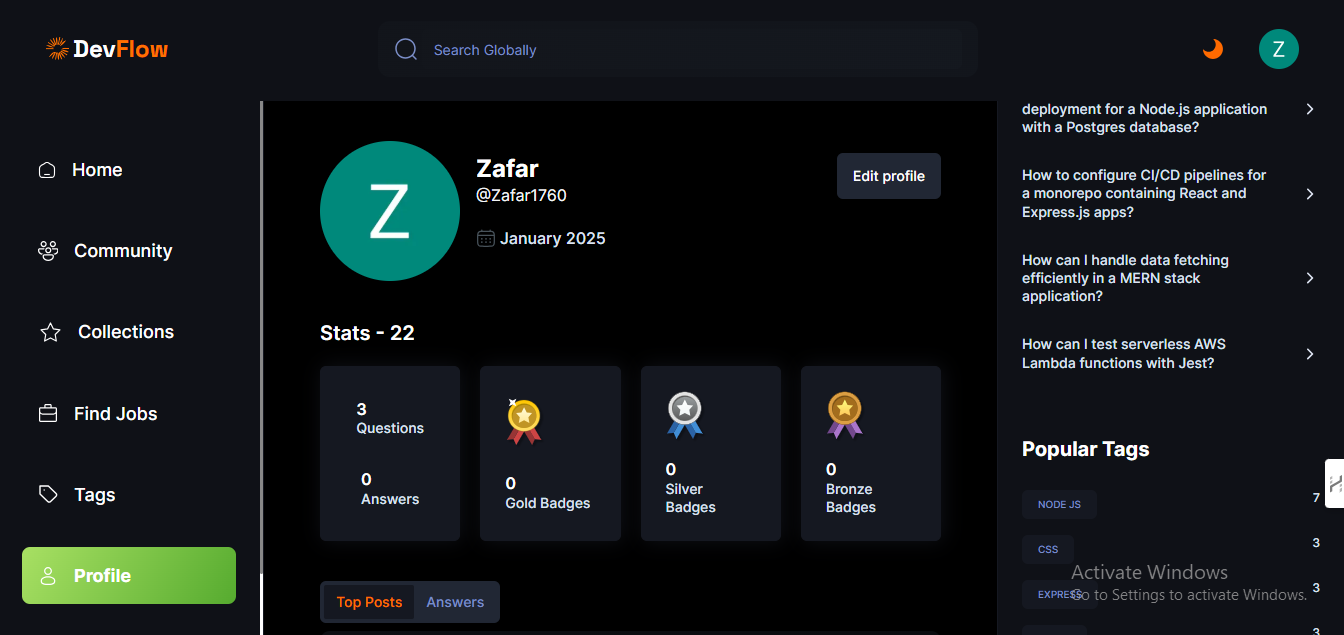 DevFlow
Search Globally
Z
Home
Community
Collections
Find Jobs
Tags
Profile
Z
Zafar
@Zafar1760
January 2025
Edit profile
Stats - 22
3
Questions
0
Answers
0
Gold Badges
0
Silver
Badges
0
Bronze
Badges
Top Posts
Answers
deployment for a Node.js application
with a Postgres database?
How to configure CI/CD pipelines for
a monorepo containing React and
Express.js apps?
How can I handle data fetching
efficiently in a MERN stack
application?
How can I test serverless AWS
Lambda functions with Jest?
Popular Tags
NODE JS
7
CSS
3
EXPRESS
3
3
Activate Windows
Go to Settings to activate Windows.